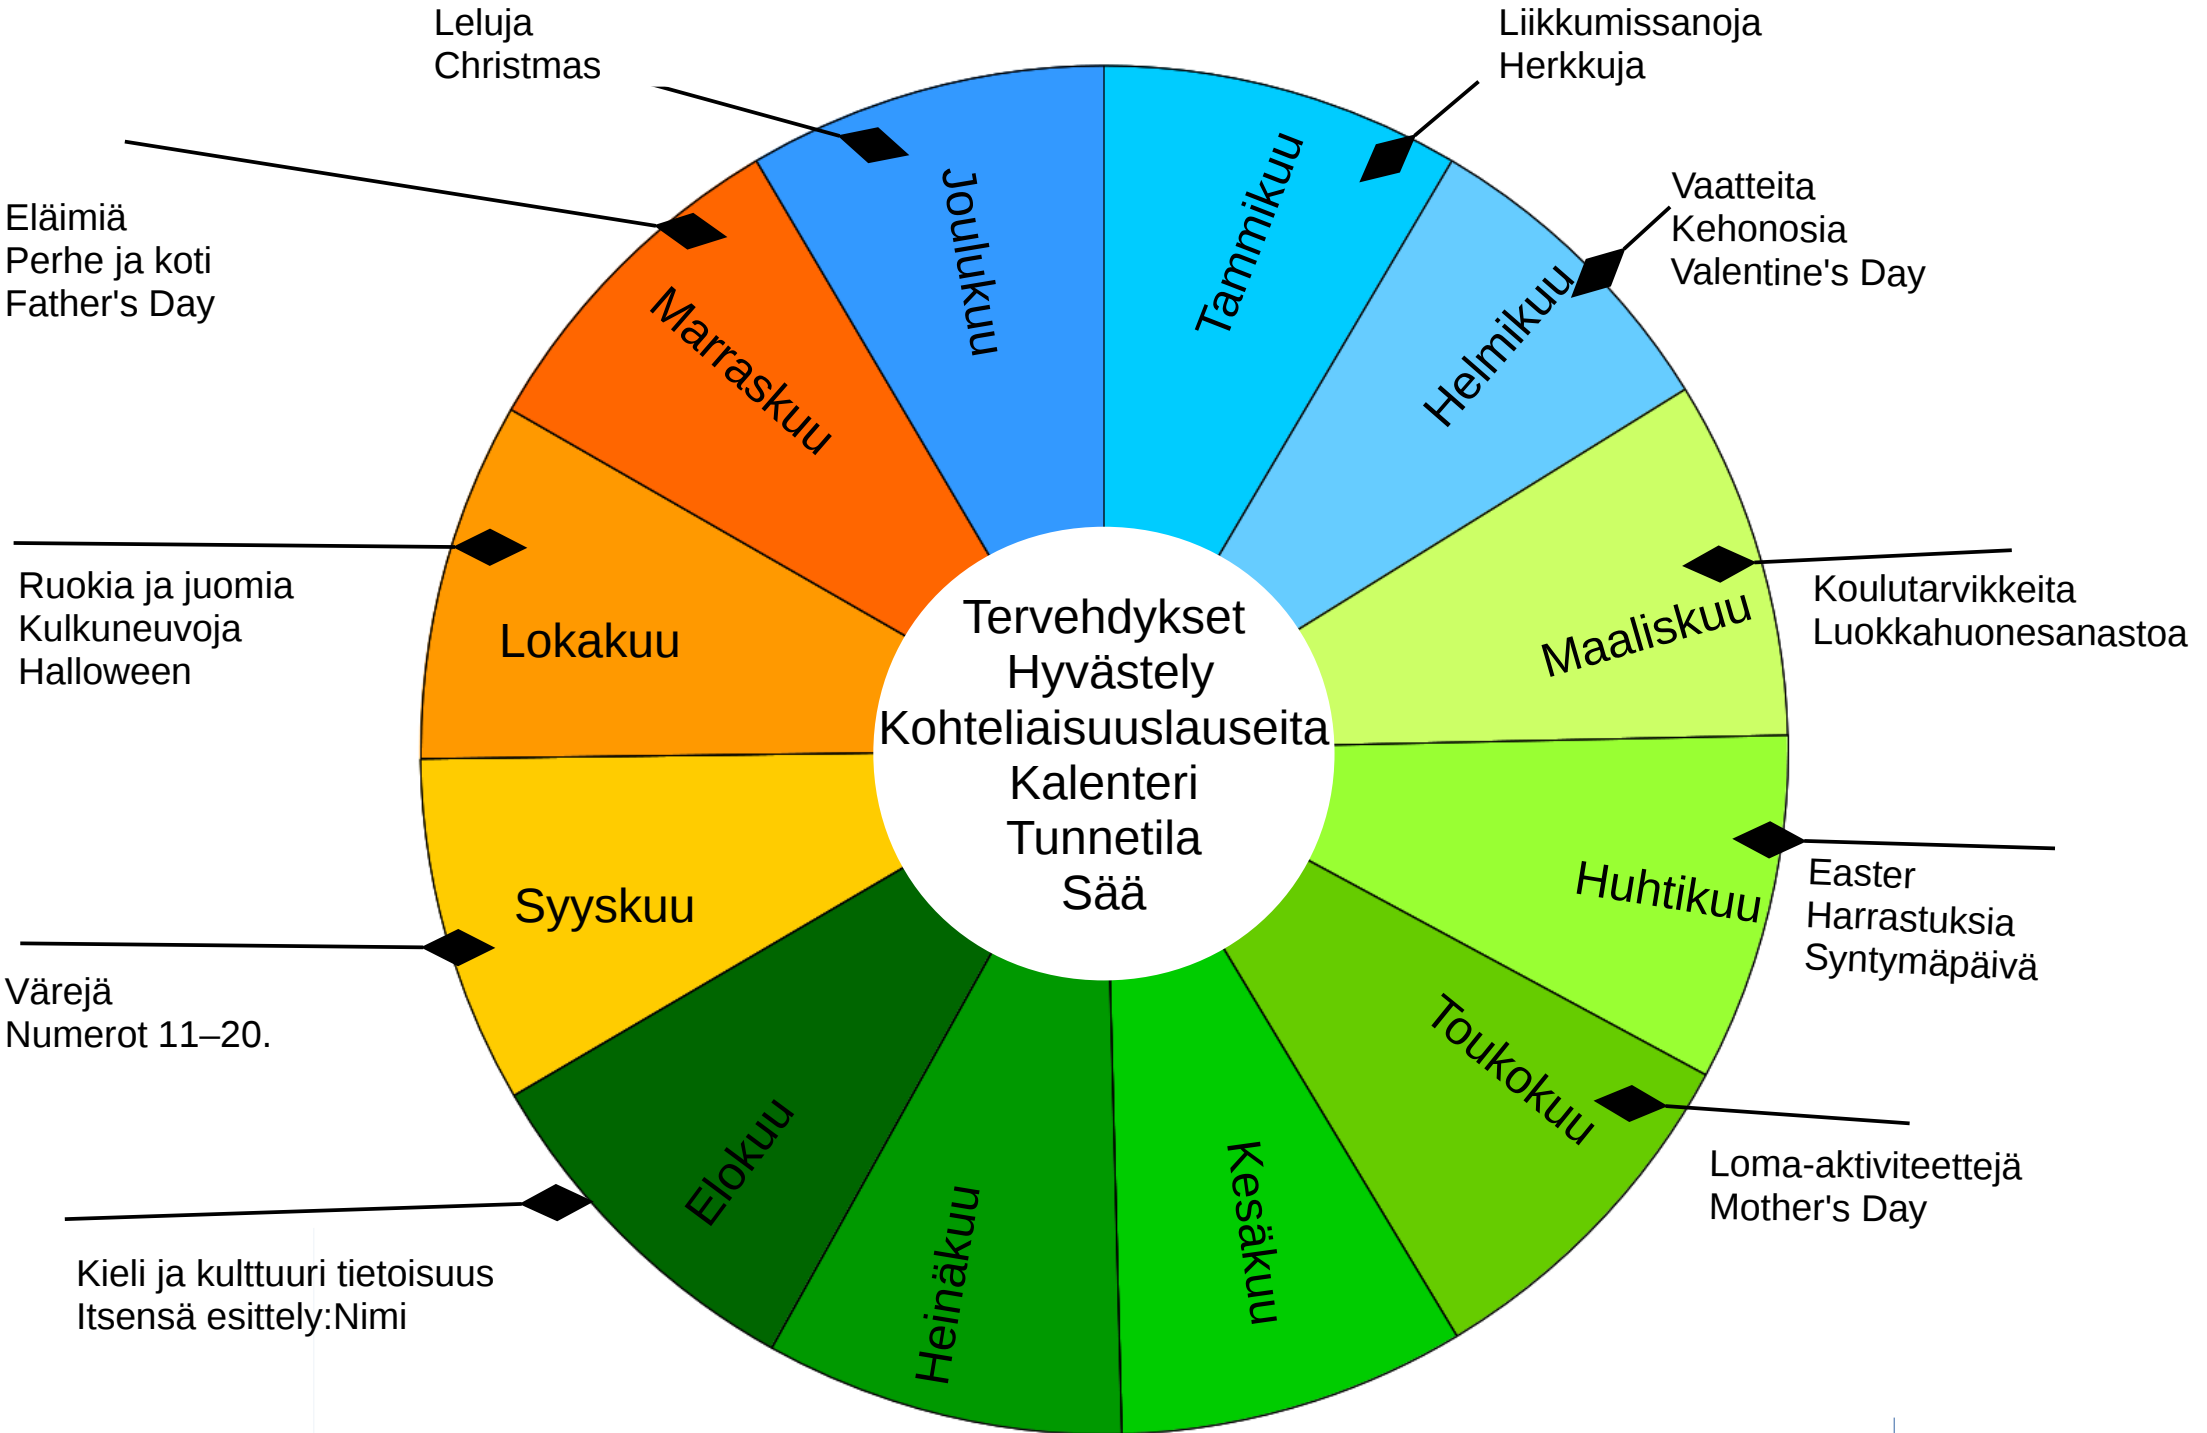 Leluja
Christmas
Liikkumissanoja
Herkkuja
Vaatteita
Kehonosia
Valentine's Day
Eläimiä
Perhe ja koti
Father's Day
Joulukuu
Tammikuu
Helmikuu
Marraskuu
Maaliskuu
Koulutarvikkeita
Luokkahuonesanastoa
Ruokia ja juomia
Kulkuneuvoja
Halloween
Lokakuu
Tervehdykset
Hyvästely
Kohteliaisuuslauseita
Kalenteri
Tunnetila
Sää
Huhtikuu
Easter
Harrastuksia
Syntymäpäivä
Syyskuu
Värejä
Numerot 11–20.
Toukokuu
Loma-aktiviteettejä
Mother's Day
Elokuu
Kesäkuu
Heinäkuu
Kieli ja kulttuuri tietoisuus
Itsensä esittely:Nimi